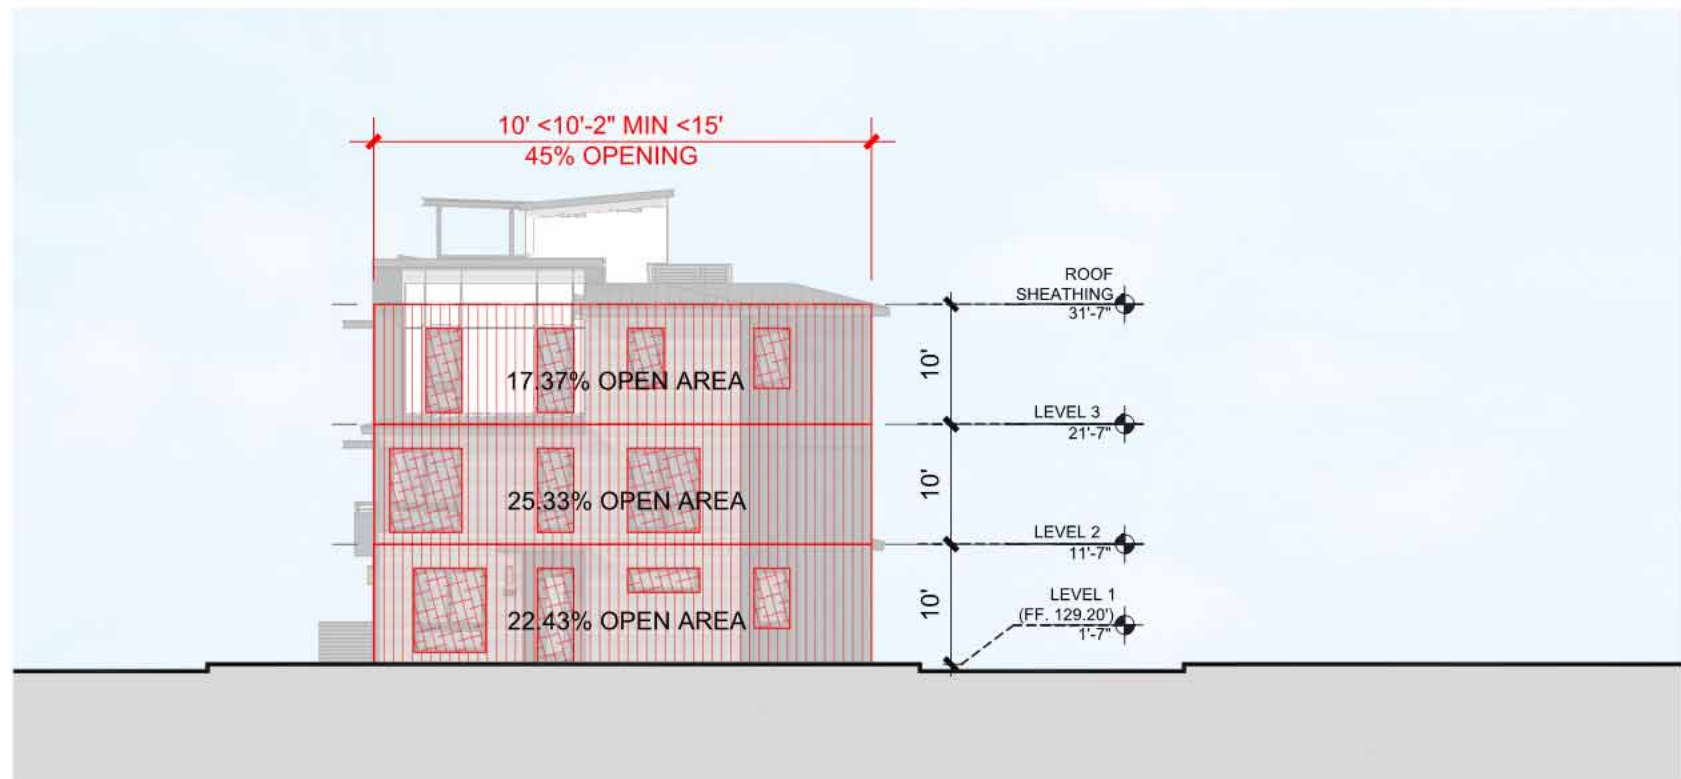 10' <10'-2" MIN <15'
45% OPENING
ROOF
SHEATHING
31'-7"
10'
17.37% OPEN AREA
LEVEL 3
21'-7"
10'
25.33% OPEN AREA
LEVEL 2
11'-7"
10'
22.43% OPEN AREA
LEVEL 1
(FF. 129.20')
1'-7"